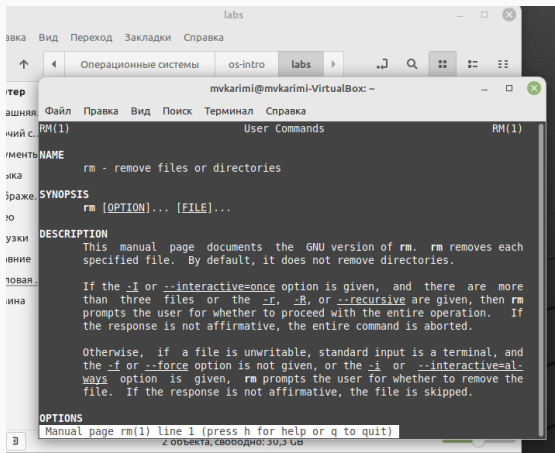 labs
авка Вид Переход Закладки Справка
Операционные системы os-intro labs
mvkarimi@mvkarimi-VirtualBox: ~
Файл Правка Вид Поиск Терминал Справка
RM(1) User Commands RM(1)
NAME
rm - remove files or directories
SYNOPSIS
rm [OPTION]... [FILE]...
DESCRIPTION
This manual page documents the GNU version of rm. rm removes each
specified file. By default, it does not remove directories.
If the -I or --interactive=once option is given, and there are more
than three files or the -r, -R, or --recursive are given, then rm
prompts the user for whether to proceed with the entire operation. If
the response is not affirmative, the entire command is aborted.
Otherwise, if a file is unwritable, standard input is a terminal, and
the -f or --force option is not given, or the -i or --interactive=al-
ways option is given, rm prompts the user for whether to remove the
file. If the response is not affirmative, the file is skipped.
OPTIONS
Manual page rm(1) line 1 (press h for help or q to quit)
2 объекта, свободно: 30,3 GB